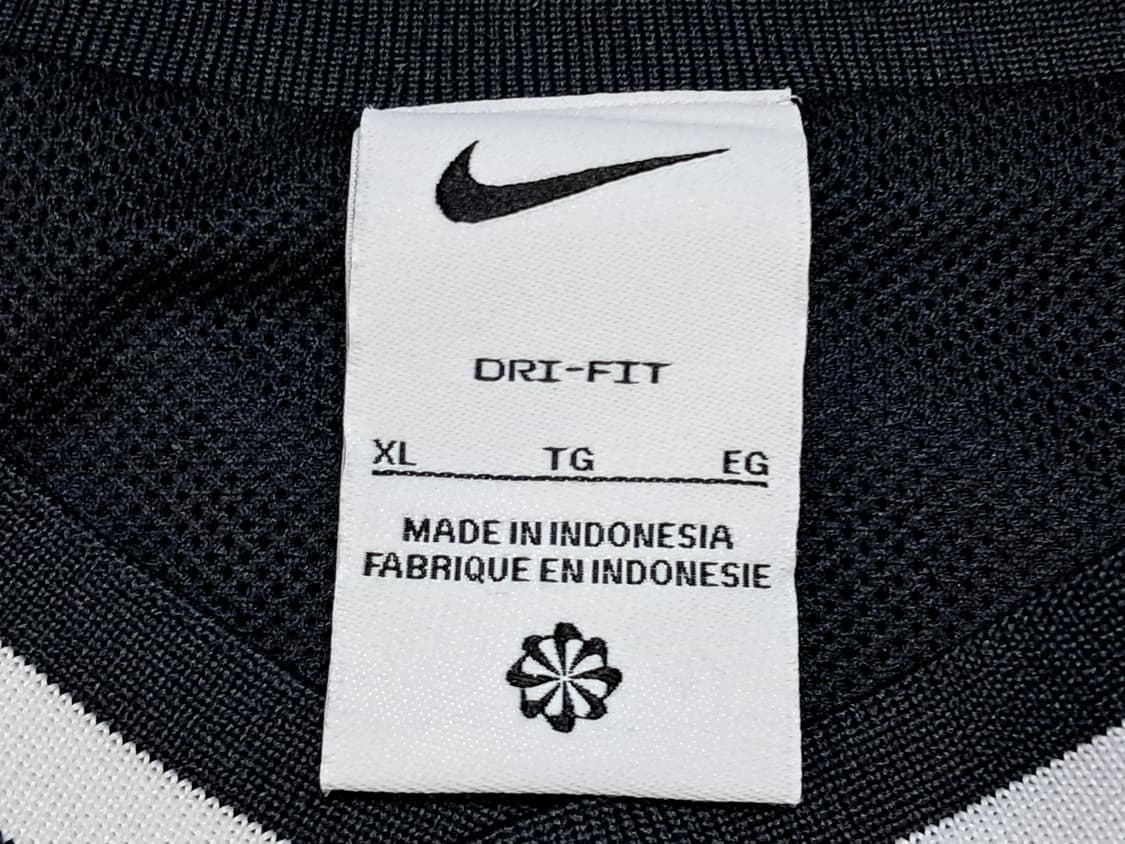 DRI-FIT
XL TG EG
MADE IN INDONESIA
FABRIQUE EN INDONESIE